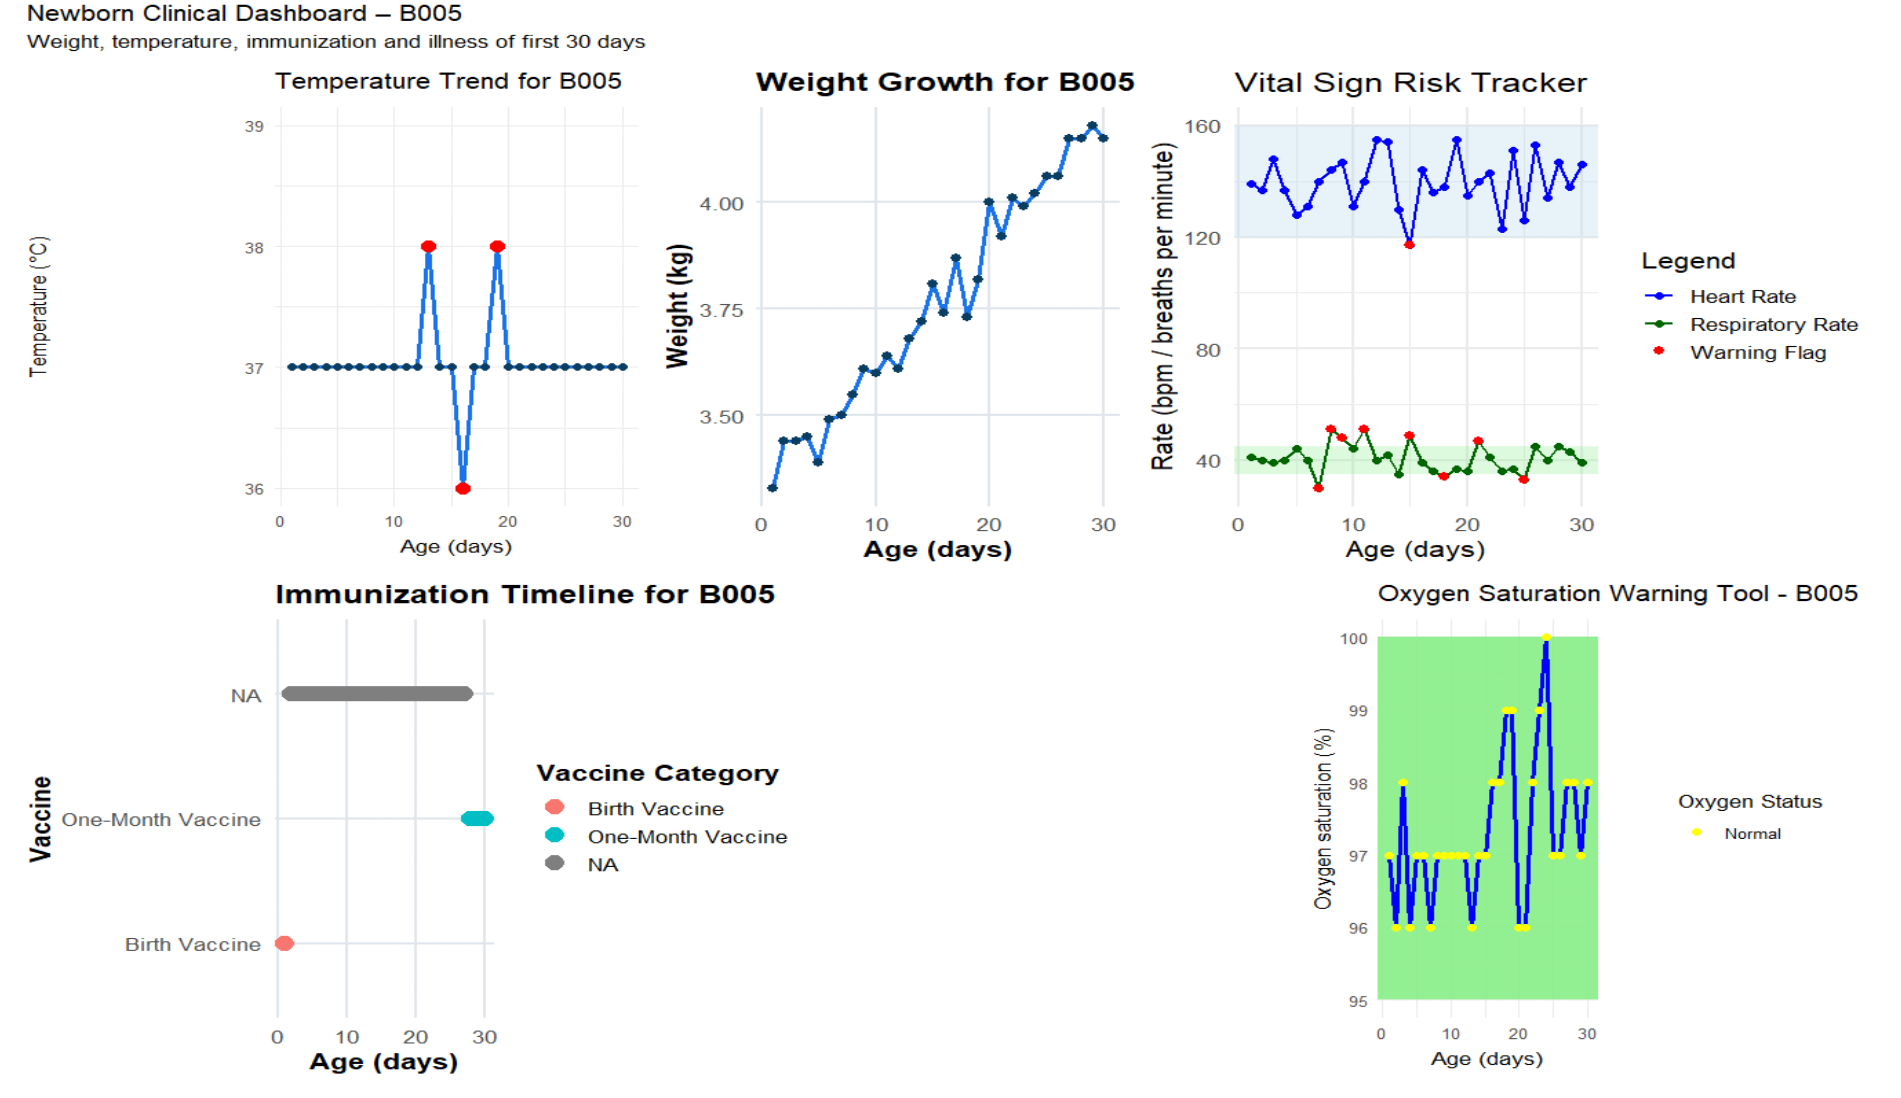 Newborn Clinical Dashboard – B005
Weight, temperature, immunization and illness of first 30 days
Temperature Trend for B005
Temperature (°C)
39
38
37
36
0 10 20 30
Age (days)
Weight Growth for B005
Weight (kg)
4.00
3.75
3.50
0 10 20 30
Age (days)
Vital Sign Risk Tracker
Rate (bpm / breaths per minute)
160
120
80
40
0 10 20 30
Age (days)
Legend
Heart Rate
Respiratory Rate
Warning Flag
Immunization Timeline for B005
Vaccine
NA
One-Month Vaccine
Birth Vaccine
0 10 20 30
Age (days)
Vaccine Category
Birth Vaccine
One-Month Vaccine
NA
Oxygen Saturation Warning Tool - B005
Oxygen saturation (%)
100
99
98
97
96
95
0 10 20 30
Age (days)
Oxygen Status
Normal